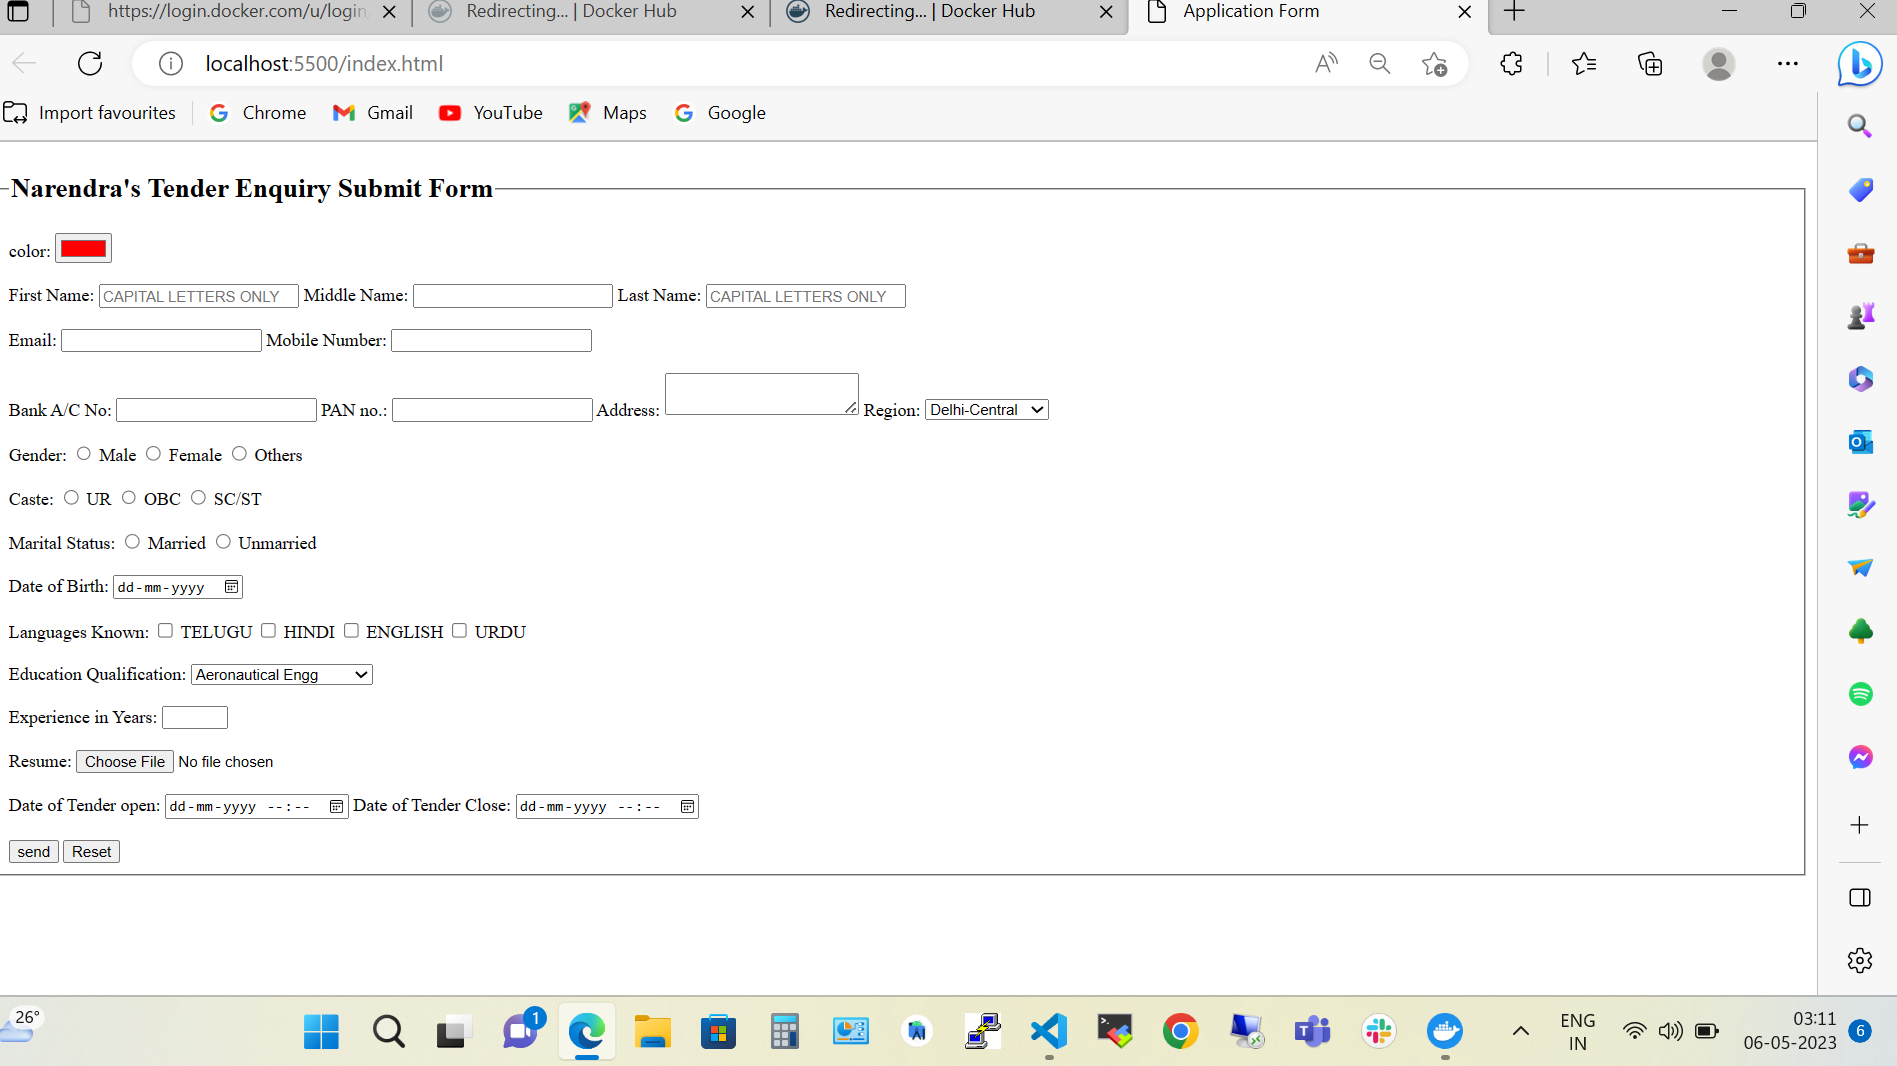 https://login.docker.com/u/login
Redirecting... | Docker Hub
Redirecting... | Docker Hub
Application Form
localhost:5500/index.html
Import favourites
Chrome
Gmail
YouTube
Maps
Google
Narendra's Tender Enquiry Submit Form
color:
First Name: CAPITAL LETTERS ONLY Middle Name: Last Name: CAPITAL LETTERS ONLY
Email: Mobile Number:
Bank A/C No: PAN no.: Address: Region: Delhi-Central
Gender: Male Female Others
Caste: UR OBC SC/ST
Marital Status: Married Unmarried
Date of Birth: dd-mm-yyyy
Languages Known: TELUGU HINDI ENGLISH URDU
Education Qualification: Aeronautical Engg
Experience in Years:
Resume: Choose File No file chosen
Date of Tender open: dd-mm-yyyy --:-- Date of Tender Close: dd-mm-yyyy --:--
send Reset
26°
1
ENG
IN
03:11
06-05-2023
6